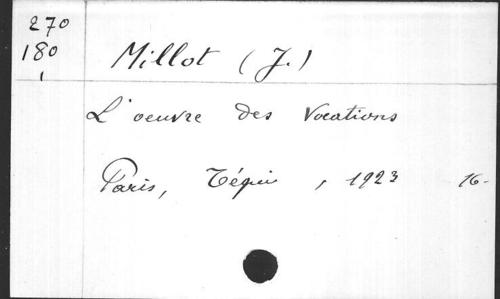 270
180
1
Millot (J.)
L'oeuvre des Vocations
Paris, Téqui, 1923 16-